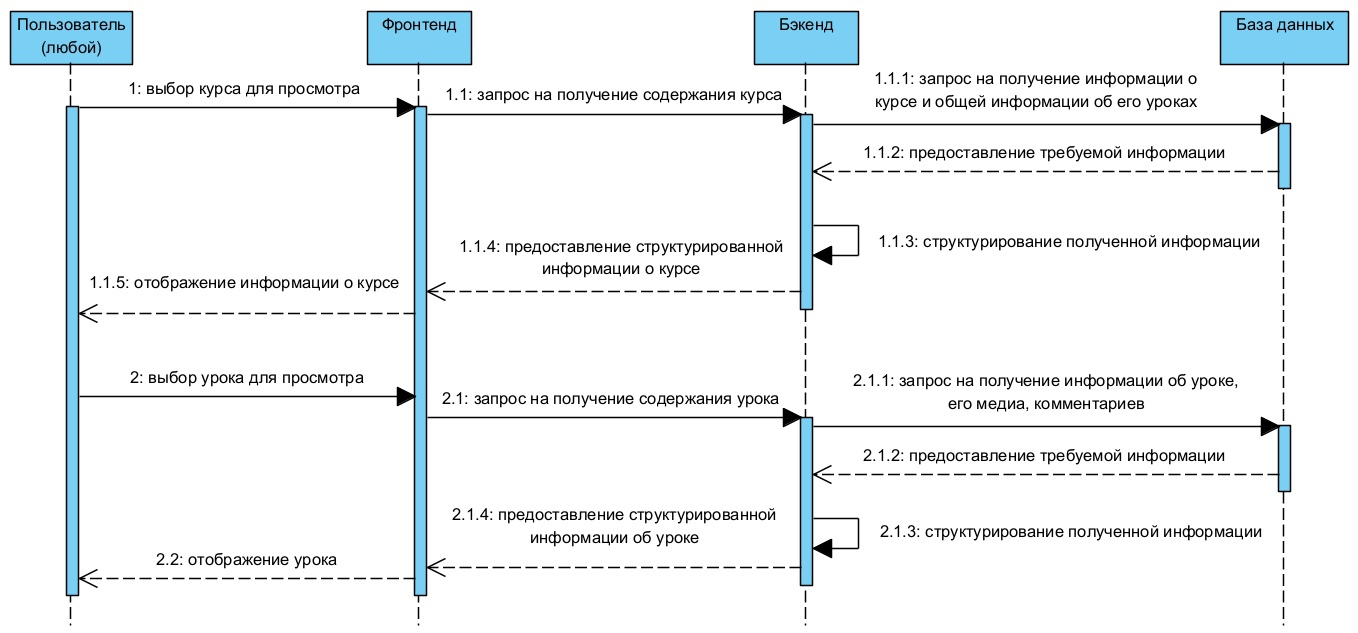 Пользователь
(любой)
Фронтенд
Бэкенд
База данных
1: выбор курса для просмотра
1.1: запрос на получение содержания курса
1.1.1: запрос на получение информации о
курсе и общей информации об его уроках
1.1.2: предоставление требуемой информации
1.1.3: структурирование полученной информации
1.1.4: предоставление структурированной
информации о курсе
1.1.5: отображение информации о курсе
2: выбор урока для просмотра
2.1: запрос на получение содержания урока
2.1.1: запрос на получение информации об уроке,
его медиа, комментариев
2.1.2: предоставление требуемой информации
2.1.3: структурирование полученной информации
2.1.4: предоставление структурированной
информации об уроке
2.2: отображение урока